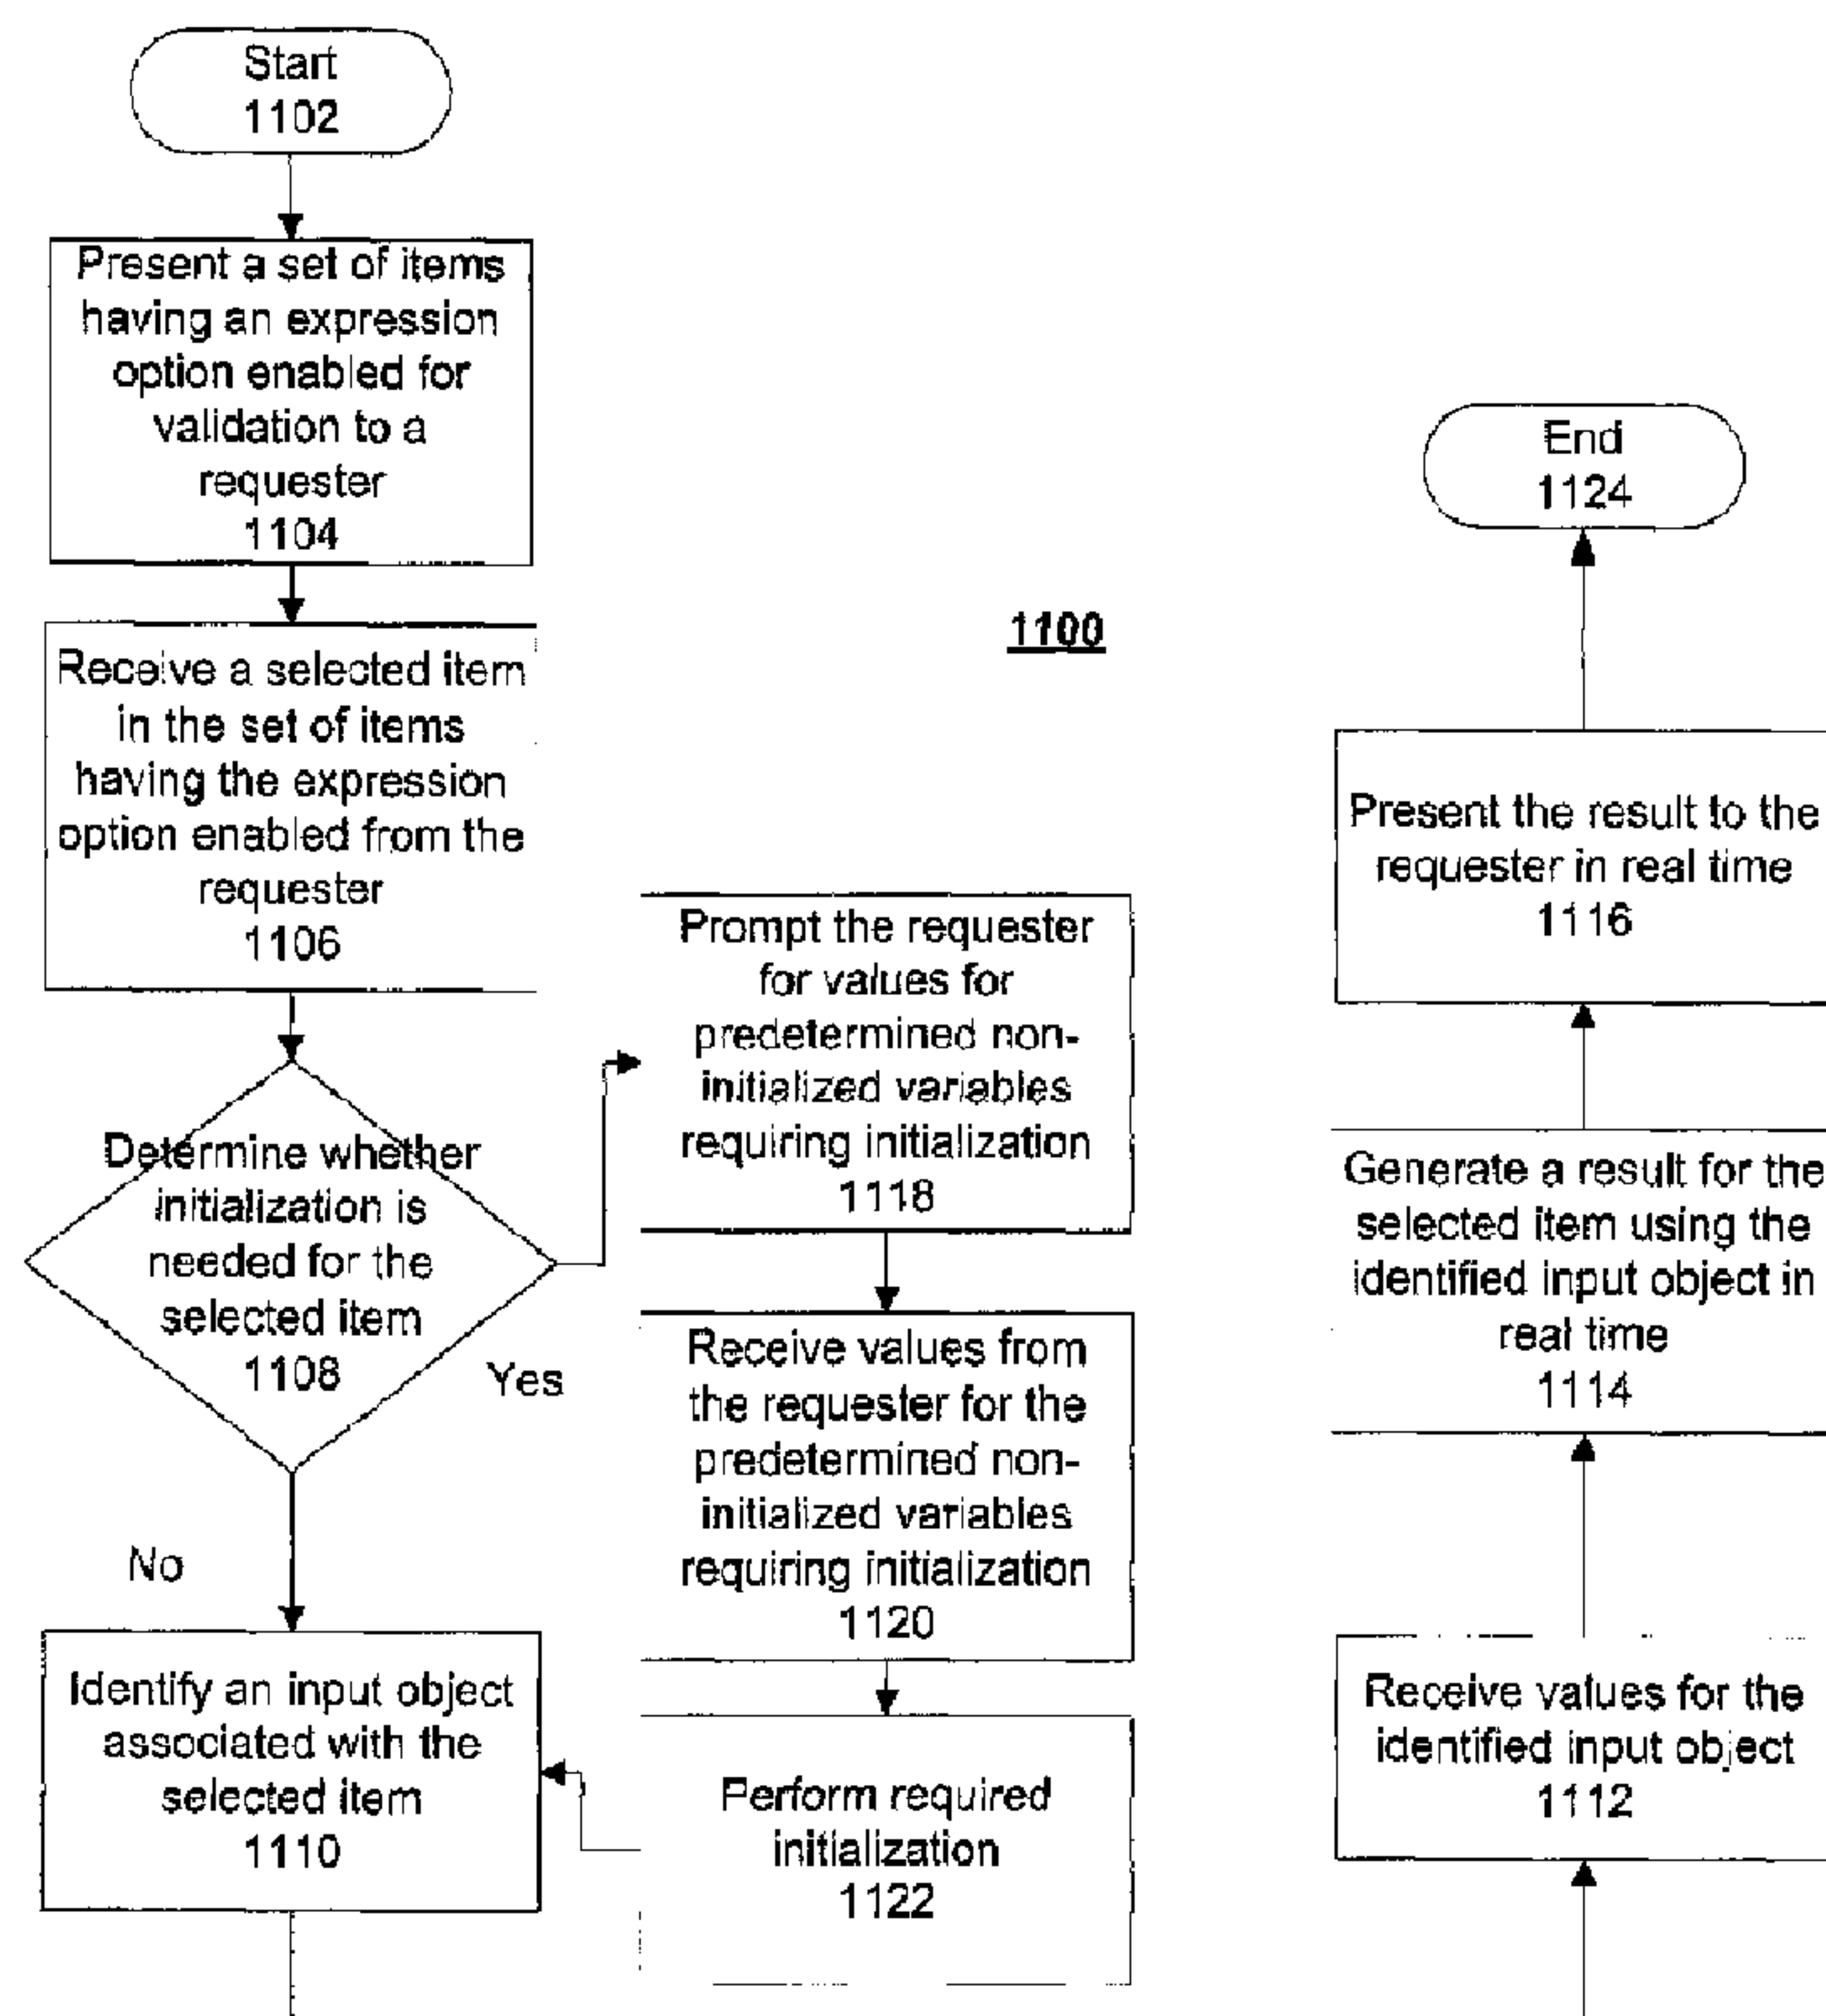 Start
1102
Present a set of items
having an expression
option enabled for
validation to a
requester
1104
Receive a selected item
in the set of items
having the expression
option enabled from the
requester
1106
Determine whether
initialization is
needed for the
selected item
1108
Yes
No
Identify an input object
associated with the
selected item
1110
Prompt the requester
for values for
predetermined non-
initialized variables
requiring initialization
1118
Receive values from
the requester for the
predetermined non-
initialized variables
requiring initialization
1120
Perform required
initialization
1122
1100
End
1124
Present the result to the
requester in real time
1116
Generate a result for the
selected item using the
identified input object in
real time
1114
Receive values for the
identified input object
1112